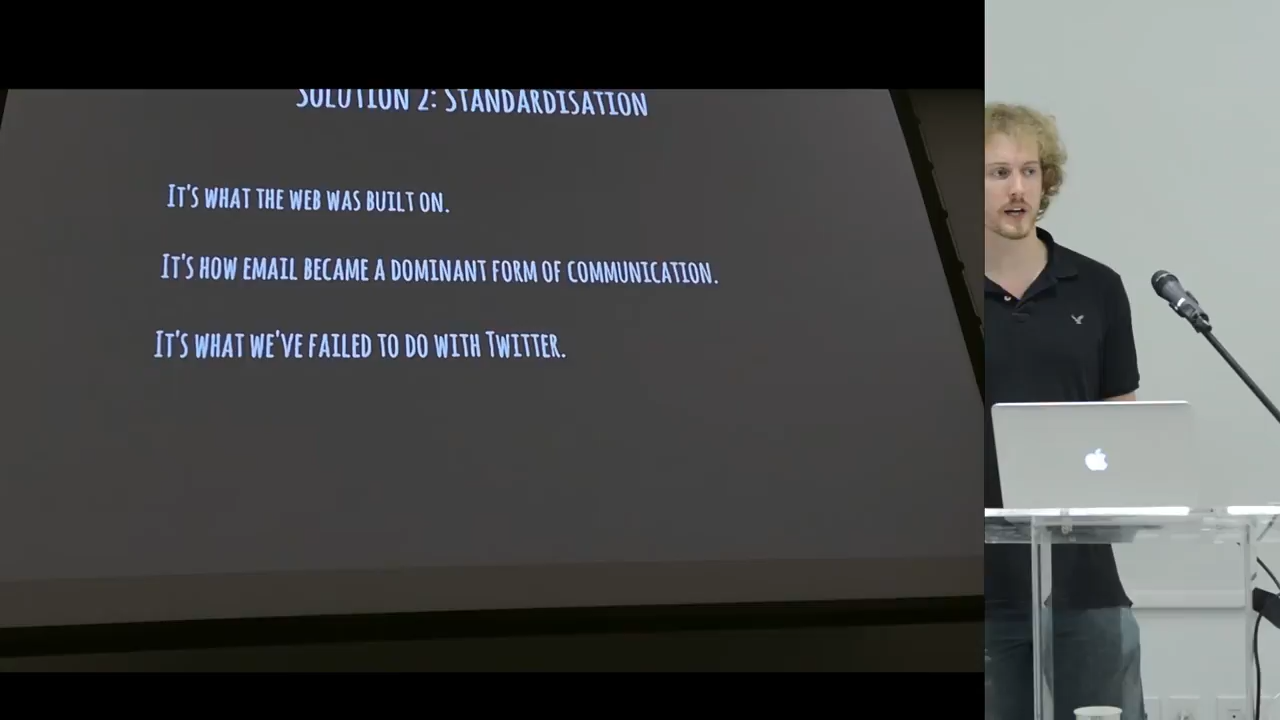 SOLUTION 2: STANDARDISATION
IT'S WHAT THE WEB WAS BUILT ON.
IT'S HOW EMAIL BECAME A DOMINANT FORM OF COMMUNICATION.
IT'S WHAT WE'VE FAILED TO DO WITH TWITTER.